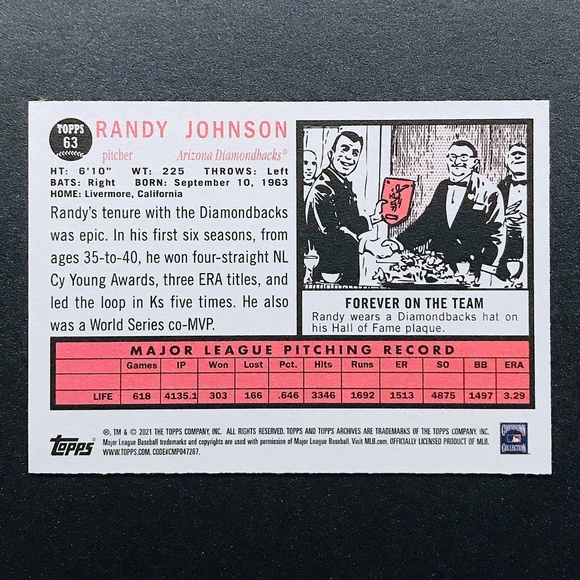 TOPPS
63
RANDY JOHNSON
pitcher Arizona Diamondbacks®
HT: 6'10" WT: 225 THROWS: Left
BATS: Right BORN: September 10, 1963
HOME: Livermore, California
Randy's tenure with the Diamondbacks
was epic. In his first six seasons, from
ages 35-to-40, he won four-straight NL
Cy Young Awards, three ERA titles, and
led the loop in Ks five times. He also
was a World Series co-MVP.
FOREVER ON THE TEAM
Randy wears a Diamondbacks hat on
his Hall of Fame plaque.
MAJOR LEAGUE PITCHING RECORD
Games IP Won Lost Pct. Hits Runs ER SO BB ERA
LIFE 618 4135.1 303 166 .646 3346 1692 1513 4875 1497 3.29
Topps
®, TM & © 2021 THE TOPPS COMPANY, INC. ALL RIGHTS RESERVED. TOPPS AND TOPPS ARCHIVES ARE TRADEMARKS OF THE TOPPS COMPANY, INC.
Major League Baseball trademarks and copyrights are used with permission of Major League Baseball. Visit MLB.com. OFFICIALLY LICENSED PRODUCT OF MLB.
WWW.TOPPS.COM. CODE#CMP047267.
COOPERSTOWN
COLLECTION